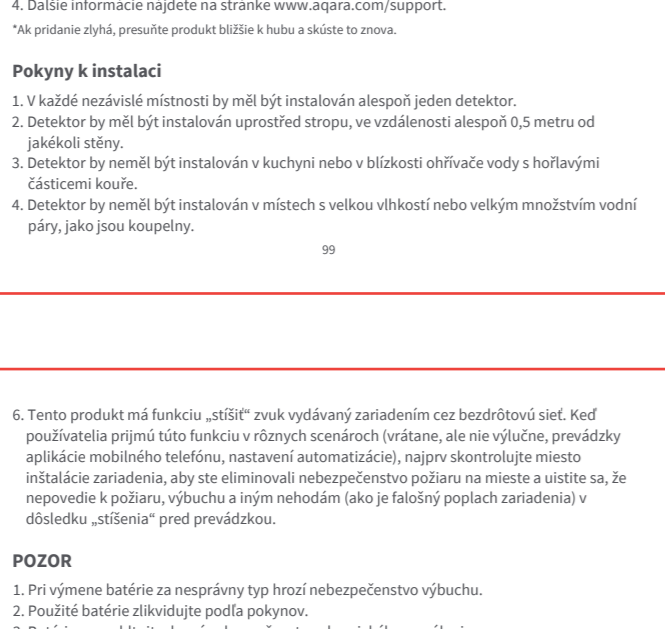 4. Ďalšie informácie nájdete na stránke www.aqara.com/support.
*Ak pridanie zlyhá, presuňte produkt bližšie k hubu a skúste to znova.
Pokyny k instalaci
1. V každé nezávislé místnosti by měl být instalován alespoň jeden detektor.
2. Detektor by měl být instalován uprostřed stropu, ve vzdálenosti alespoň 0,5 metru od
jakékoli stěny.
3. Detektor by neměl být instalován v kuchyni nebo v blízkosti ohřívače vody s hořlavými
částicemi kouře.
4. Detektor by neměl být instalován v místech s velkou vlhkostí nebo velkým množstvím vodní
páry, jako jsou koupelny.
99
6. Tento produkt má funkciu „stíšiť“ zvuk vydávaný zariadením cez bezdrôtovú sieť. Keď
používatelia prijmú túto funkciu v rôznych scenároch (vrátane, ale nie výlučne, prevádzky
aplikácie mobilného telefónu, nastavení automatizácie), najprv skontrolujte miesto
inštalácie zariadenia, aby ste eliminovali nebezpečenstvo požiaru na mieste a uistite sa, že
nepovedie k požiaru, výbuchu a iným nehodám (ako je falošný poplach zariadenia) v
dôsledku „stíšenia“ pred prevádzkou.
POZOR
1. Pri výmene batérie za nesprávny typ hrozí nebezpečenstvo výbuchu.
2. Použité batérie zlikvidujte podľa pokynov.